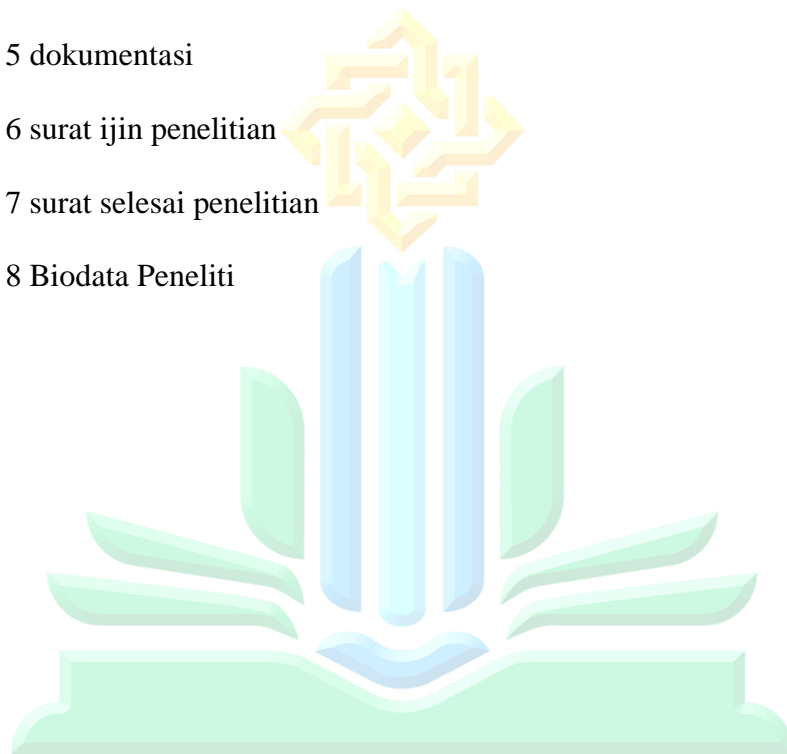 5 dokumentasi
6 surat ijin penelitian
7 surat selesai penelitian
8 Biodata Peneliti